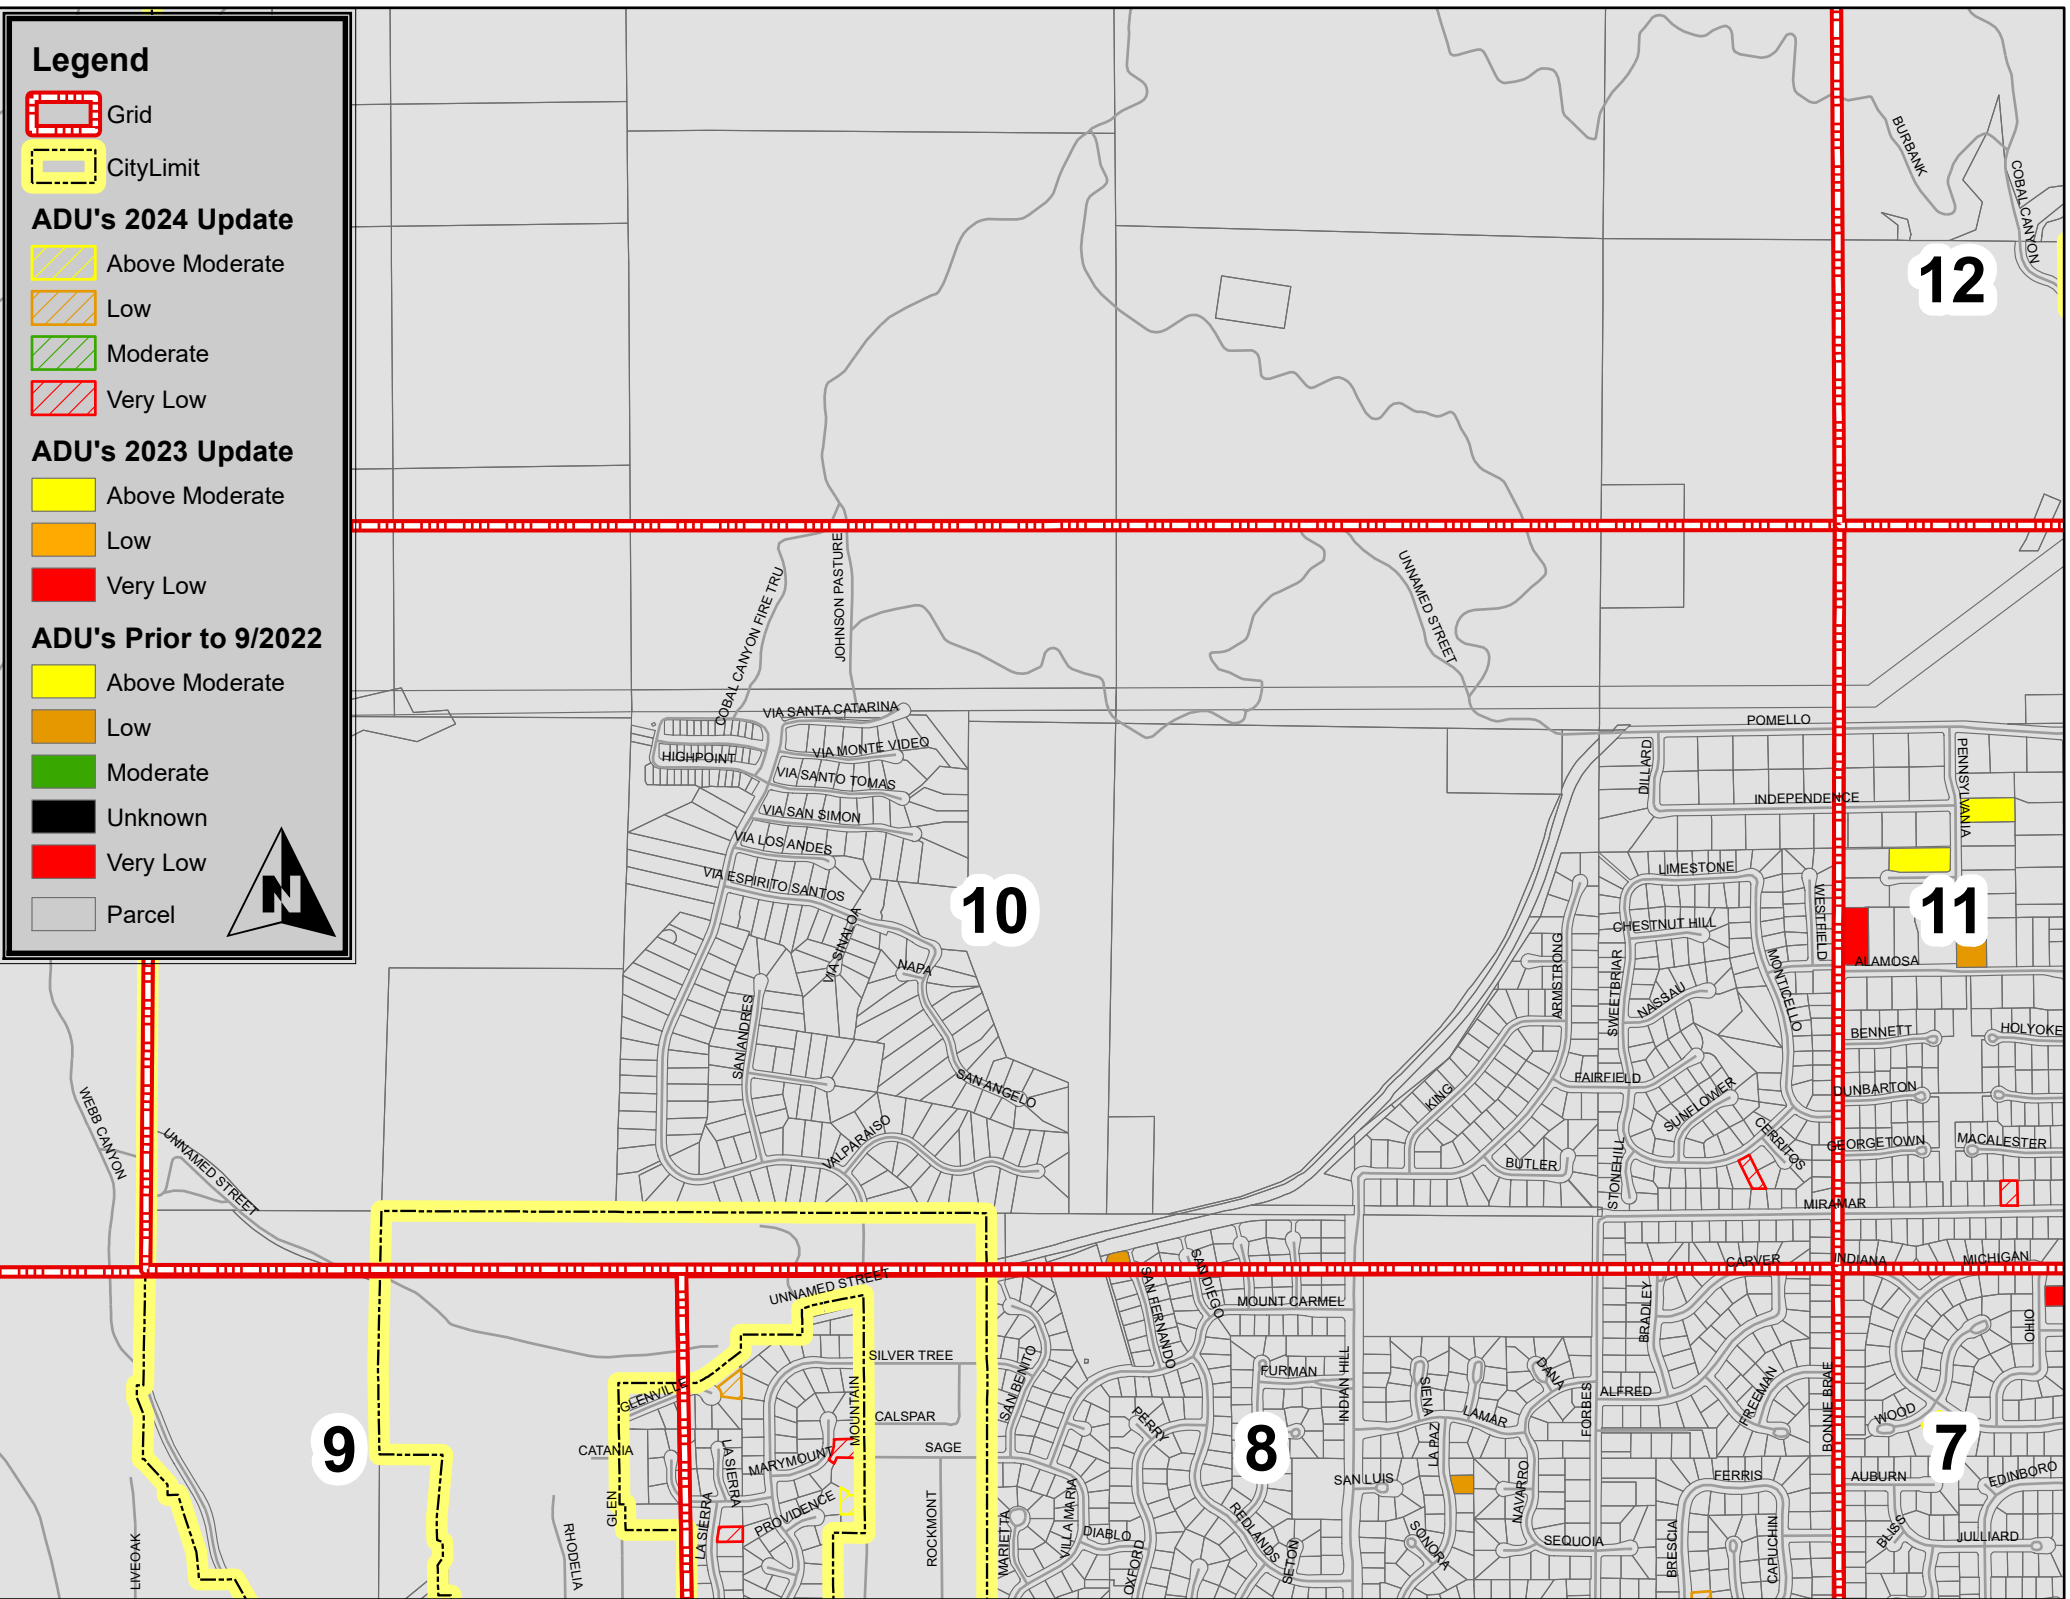 Legend
Grid
CityLimit
ADU's 2024 Update
Above Moderate
Low
Moderate
Very Low
ADU's 2023 Update
Above Moderate
Low
Very Low
ADU's Prior to 9/2022
Above Moderate
Low
Moderate
Unknown
Very Low
Parcel
N
BURBANK
COBAL CANYON
12
COBAL CANYON FIRE TRU
JOHNSON PASTURE
UNNAMED STREET
VIA SANTA CATARINA
HIGHPOINT
VIA MONTE VIDEO
VIA SANTO TOMAS
VIA SAN SIMON
VIA LOS ANDES
VIA ESPIRITO SANTOS
VIA SINALOA
NAPA
SAN ANDRES
SAN ANGELO
VALPARAISO
10
POMELLO
DILLARD
INDEPENDENCE
PENNSYLVANIA
LIMESTONE
WESTFIELD
CHESTNUT HILL
ARMSTRONG
SWEETBRIAR
NASSAU
MONTICELLO
11
ALAMOSA
BENNETT
HOLYOKE
KING
FAIRFIELD
SUNFLOWER
DUNBARTON
CERRITOS
GEORGETOWN
MACALESTER
BUTLER
STONEHILL
MIRAMAR
WEBB CANYON
UNNAMED STREET
CARVER
INDIANA
MICHIGAN
UNNAMED STREET
SAN FERNANDO
SAN DIEGO
MOUNT CARMEL
BRADLEY
OHIO
SILVER TREE
SAN BENITO
FURMAN
INDIAN HILL
SIENA
DANA
FORBES
ALFRED
FREEMAN
BONNIE BRAE
GLENVILLE
MOUNTAIN
CALSPAR
PERRY
LAMAR
WOOD
9
CATANIA
LA SIERRA
MARYMOUNT
SAGE
8
LA PAZ
7
SAN LUIS
NAVARRO
FERRIS
AUBURN
EDINBORO
GLEN
LA SIERRA
PROVIDENCE
ROCKMONT
MARIETTA
VILLA MARIA
DIABLO
OXFORD
REDLANDS
SETON
SONORA
SEQUOIA
BRESCIA
CAPUCHIN
BLISS
JULLIARD
LIVEOAK
RHODELIA